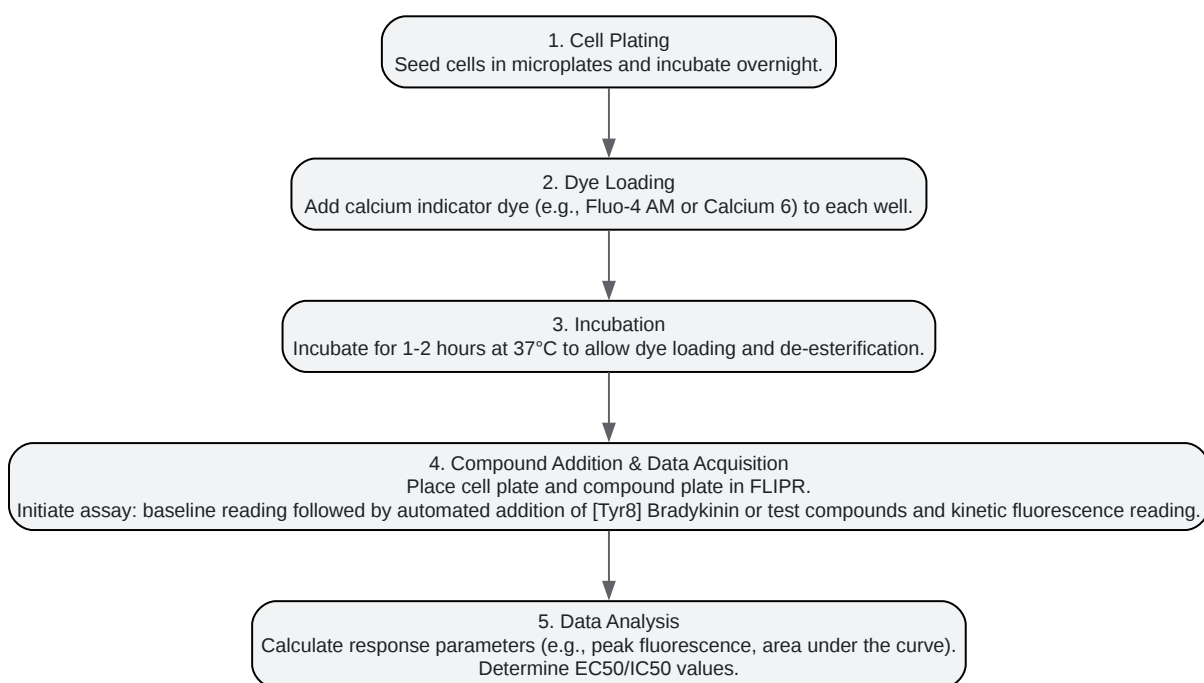 1. Cell Plating
Seed cells in microplates and incubate overnight.
2. Dye Loading
Add calcium indicator dye (e.g., Fluo-4 AM or Calcium 6) to each well.
3. Incubation
Incubate for 1-2 hours at 37°C to allow dye loading and de-esterification.
4. Compound Addition & Data Acquisition
Place cell plate and compound plate in FLIPR.
Initiate assay: baseline reading followed by automated addition of [Tyr8] Bradykinin or test compounds and kinetic fluorescence reading.
5. Data Analysis
Calculate response parameters (e.g., peak fluorescence, area under the curve).
Determine EC50/IC50 values.